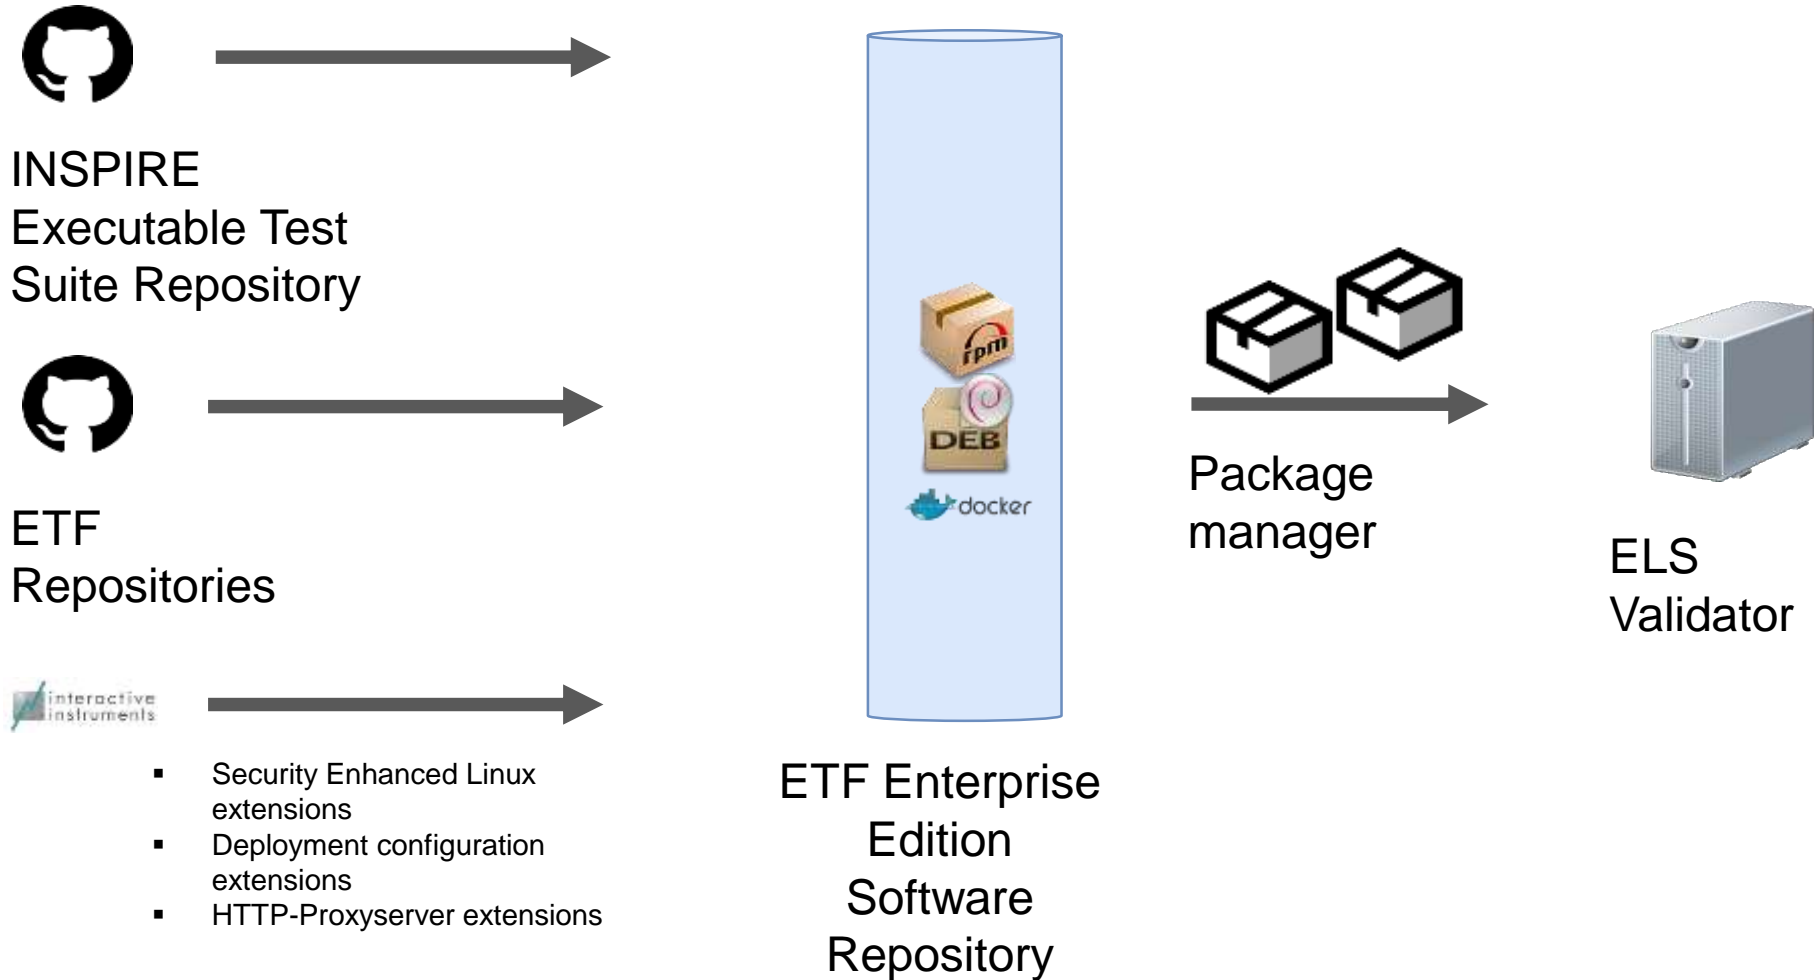 INSPIRE
Executable Test
Suite Repository
ETF
Repositories
interactive
instruments
▪ Security Enhanced Linux
extensions
▪ Deployment configuration
extensions
▪ HTTP-Proxyserver extensions
rpm
DEB
docker
ETF Enterprise
Edition
Software
Repository
Package
manager
ELS
Validator